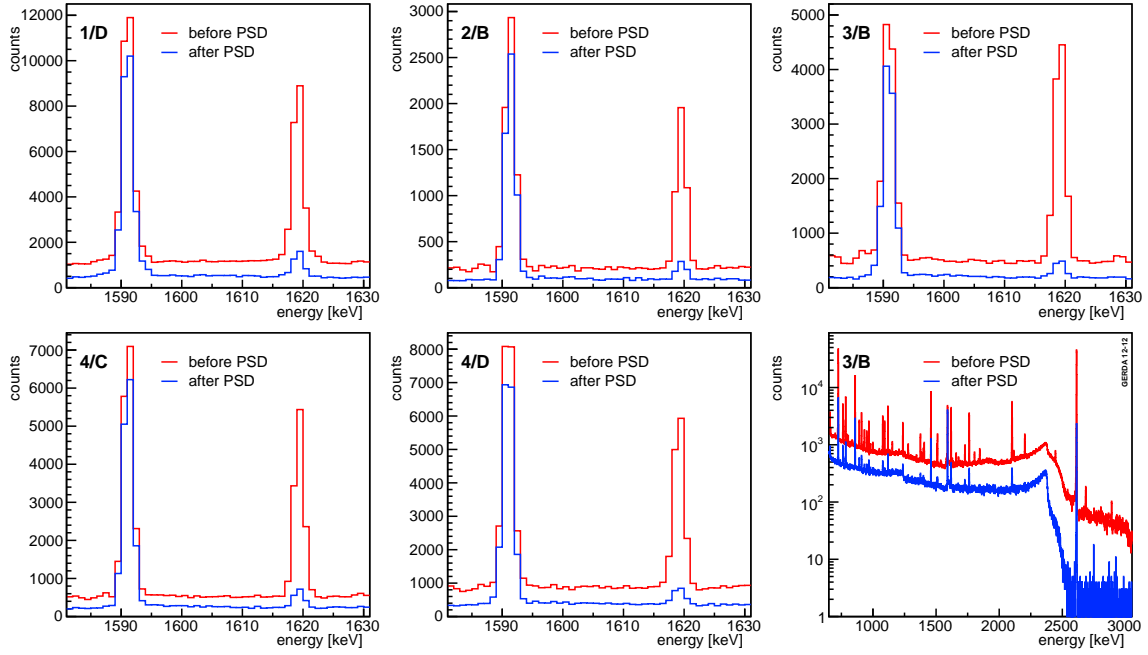 1/D
before PSD
after PSD
counts
12000
10000
8000
6000
4000
2000
0
1590
1600
1610
1620
1630
energy [keV]
2/B
before PSD
after PSD
counts
3000
2500
2000
1500
1000
500
0
1590
1600
1610
1620
1630
energy [keV]
3/B
before PSD
after PSD
counts
5000
4000
3000
2000
1000
0
1590
1600
1610
1620
1630
energy [keV]
4/C
before PSD
after PSD
counts
7000
6000
5000
4000
3000
2000
1000
0
1590
1600
1610
1620
1630
energy [keV]
4/D
before PSD
after PSD
counts
8000
7000
6000
5000
4000
3000
2000
1000
0
1590
1600
1610
1620
1630
energy [keV]
3/B
before PSD
after PSD
GERDA 12-12
counts
10⁴
10³
10²
10
1
1000
1500
2000
2500
3000
energy [keV]